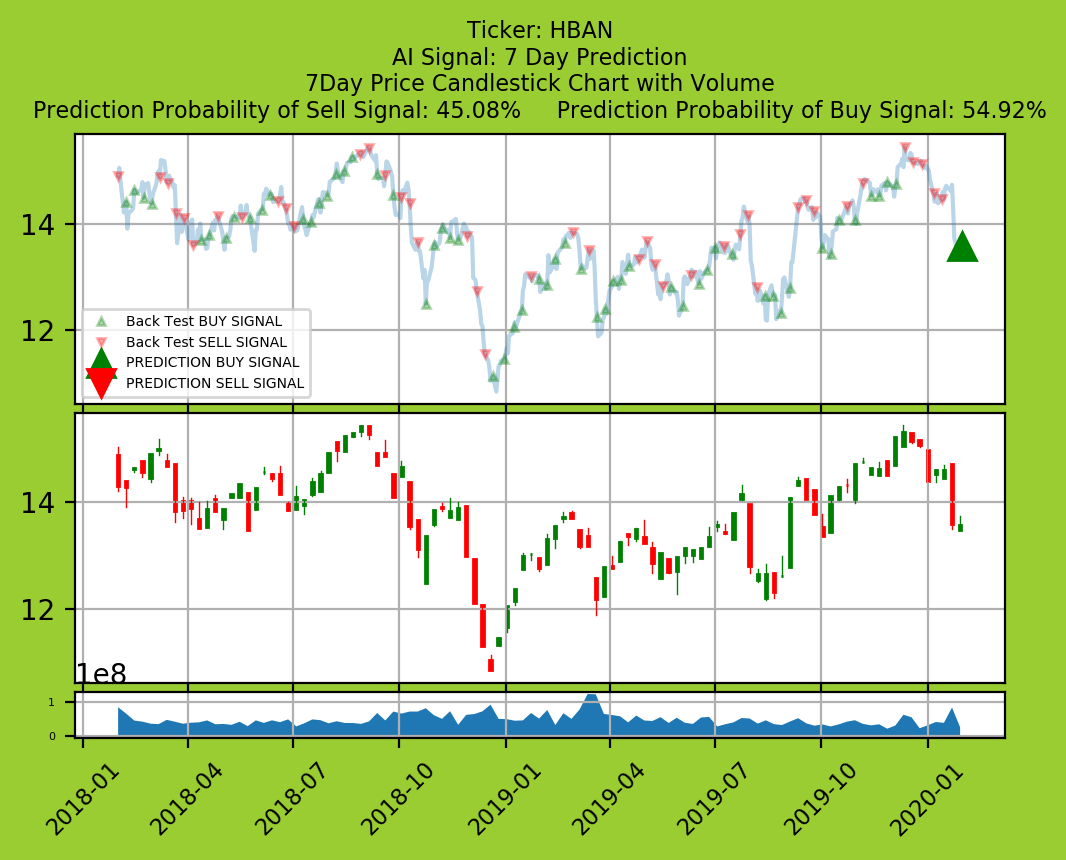 Ticker: HBAN
AI Signal: 7 Day Prediction
7Day Price Candlestick Chart with Volume
Prediction Probability of Sell Signal: 45.08% Prediction Probability of Buy Signal: 54.92%
14
12
Back Test BUY SIGNAL
Back Test SELL SIGNAL
PREDICTION BUY SIGNAL
PREDICTION SELL SIGNAL
14
12
1e8
1
0
2018-01 2018-04 2018-07 2018-10 2019-01 2019-04 2019-07 2019-10 2020-01